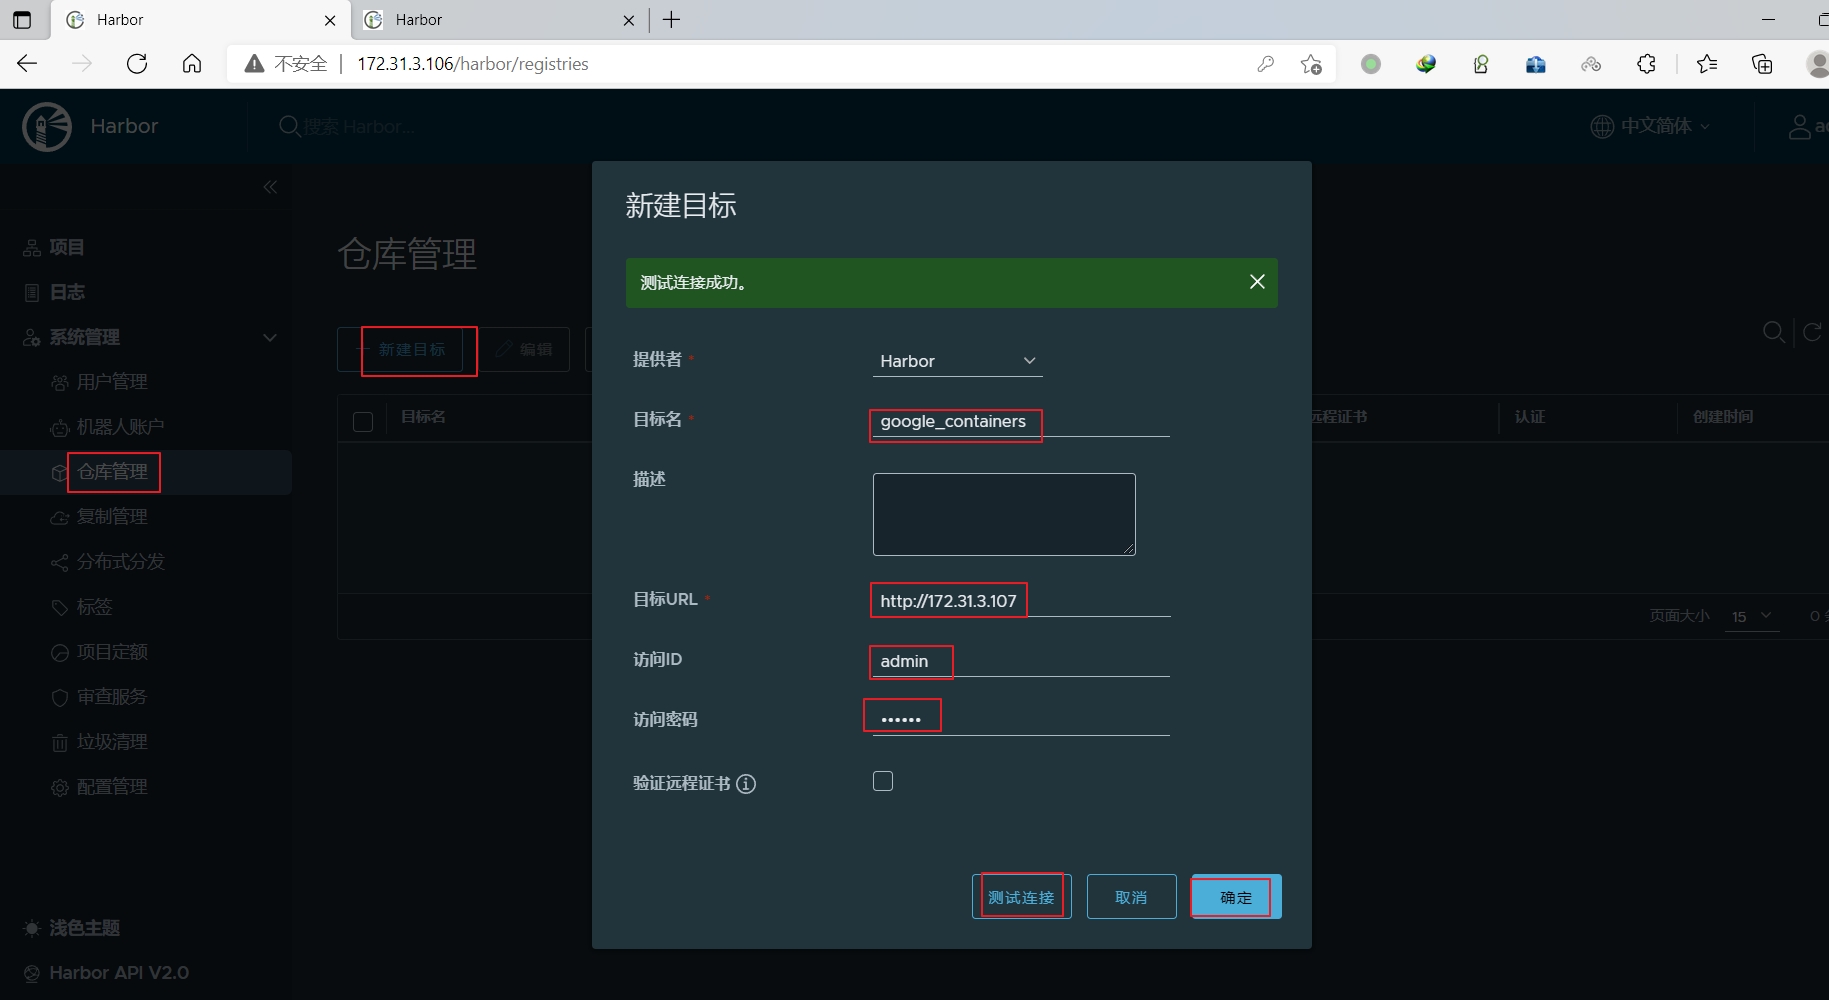 Harbor
Harbor
不安全
172.31.3.106/harbor/registries
Harbor
搜索 Harbor...
中文简体
新建目标
项目
仓库管理
日志
测试连接成功。
系统管理
新建目标
编辑
提供者 *
Harbor
用户管理
目标名
目标名 *
google_containers
远程证书
认证
创建时间
机器人账户
仓库管理
描述
复制管理
分布式分发
目标URL *
http://172.31.3.107
标签
页面大小
15
0
项目定额
访问ID
admin
审查服务
访问密码
••••••
垃圾清理
验证远程证书
配置管理
测试连接
取消
确定
浅色主题
Harbor API V2.0